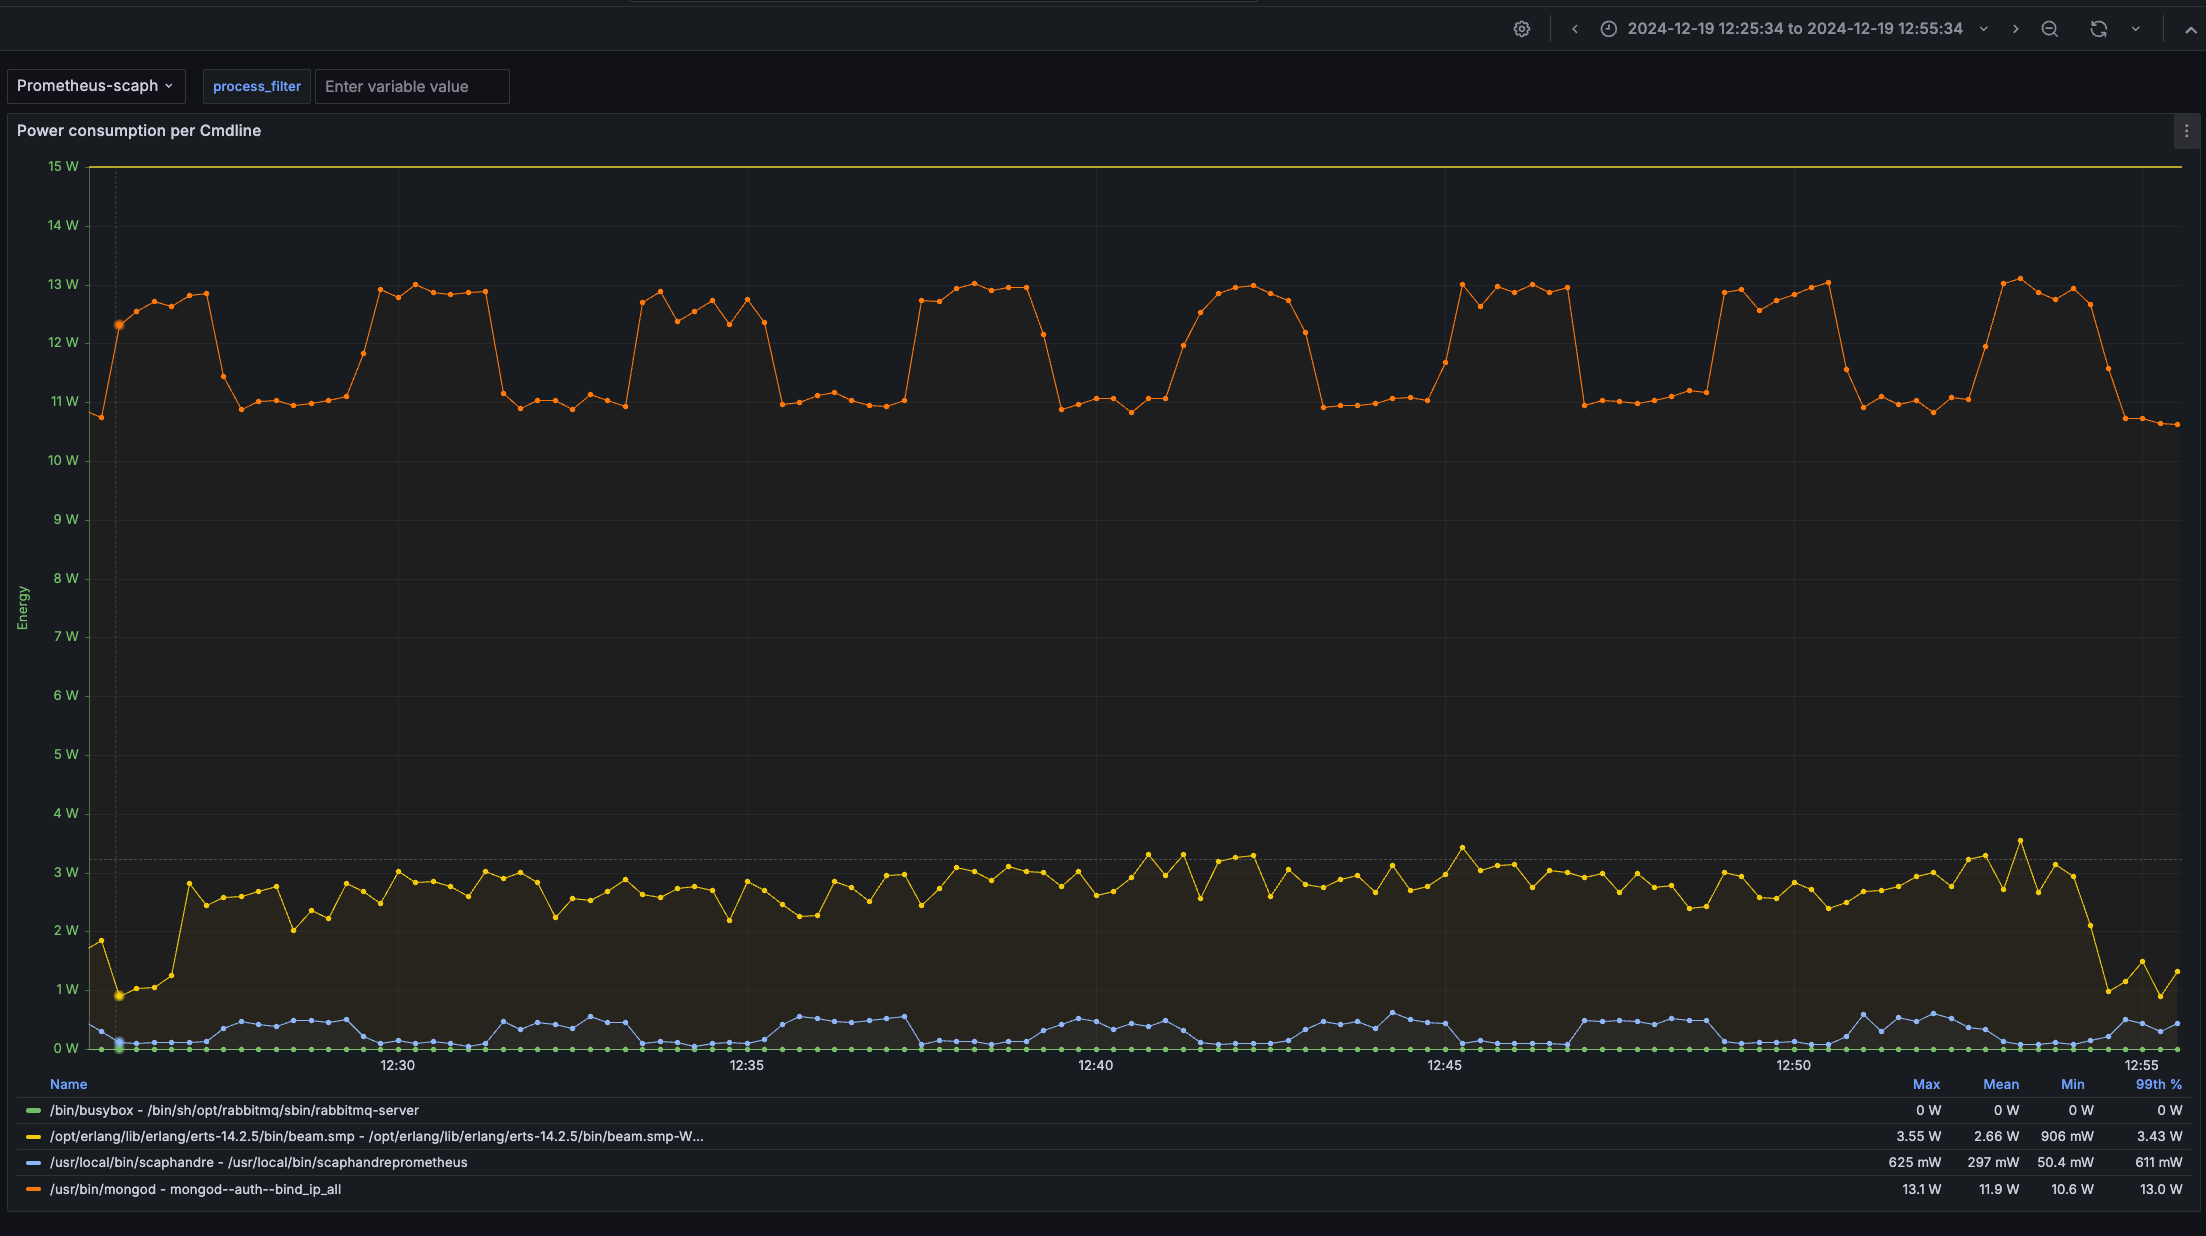 2024-12-19 12:25:34 to 2024-12-19 12:55:34
Prometheus-scaph process_filter Enter variable value
Power consumption per Cmdline
15 W
14 W
13 W
12 W
11 W
10 W
9 W
8 W
7 W
6 W
5 W
4 W
3 W
2 W
1 W
0 W
Energy
12:30 12:35 12:40 12:45 12:50 12:55
Name Max Mean Min 99th %
/bin/busybox - /bin/sh/opt/rabbitmq/sbin/rabbitmq-server 0 W 0 W 0 W 0 W
/opt/erlang/lib/erlang/erts-14.2.5/bin/beam.smp - /opt/erlang/lib/erlang/erts-14.2.5/bin/beam.smp-W... 3.55 W 2.66 W 906 mW 3.43 W
/usr/local/bin/scaphandre - /usr/local/bin/scaphandreprometheus 625 mW 297 mW 50.4 mW 611 mW
/usr/bin/mongod - mongod--auth--bind_ip_all 13.1 W 11.9 W 10.6 W 13.0 W